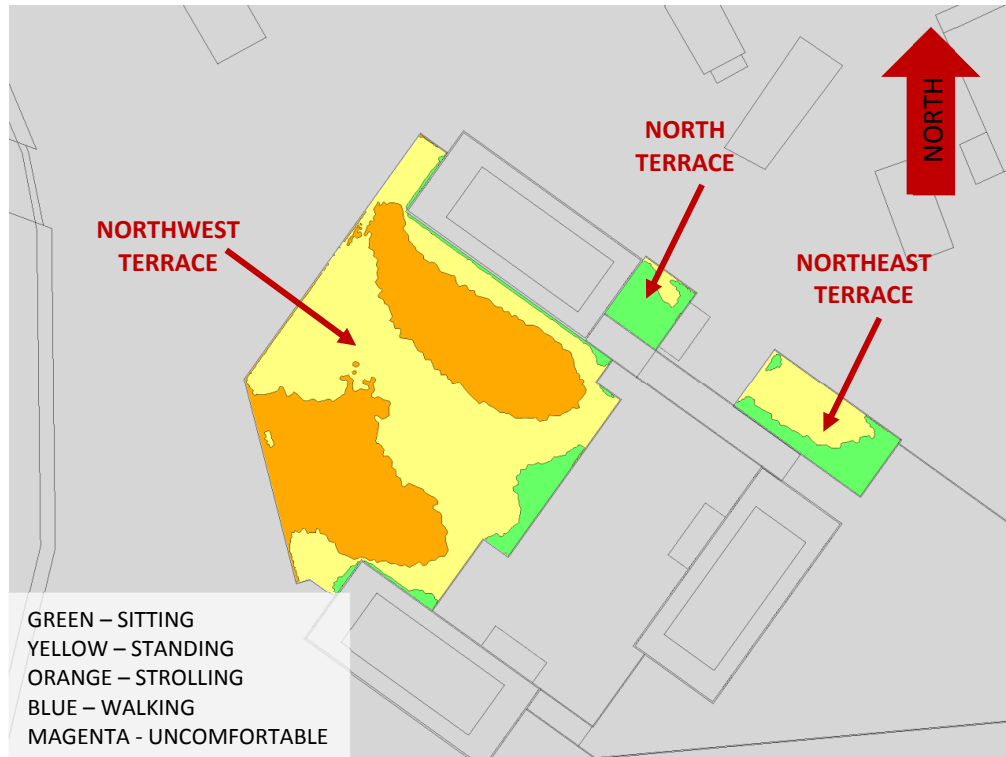 NORTH
NORTH
TERRACE
NORTHWEST
TERRACE
NORTHEAST
TERRACE
GREEN – SITTING
YELLOW – STANDING
ORANGE – STROLLING
BLUE – WALKING
MAGENTA - UNCOMFORTABLE